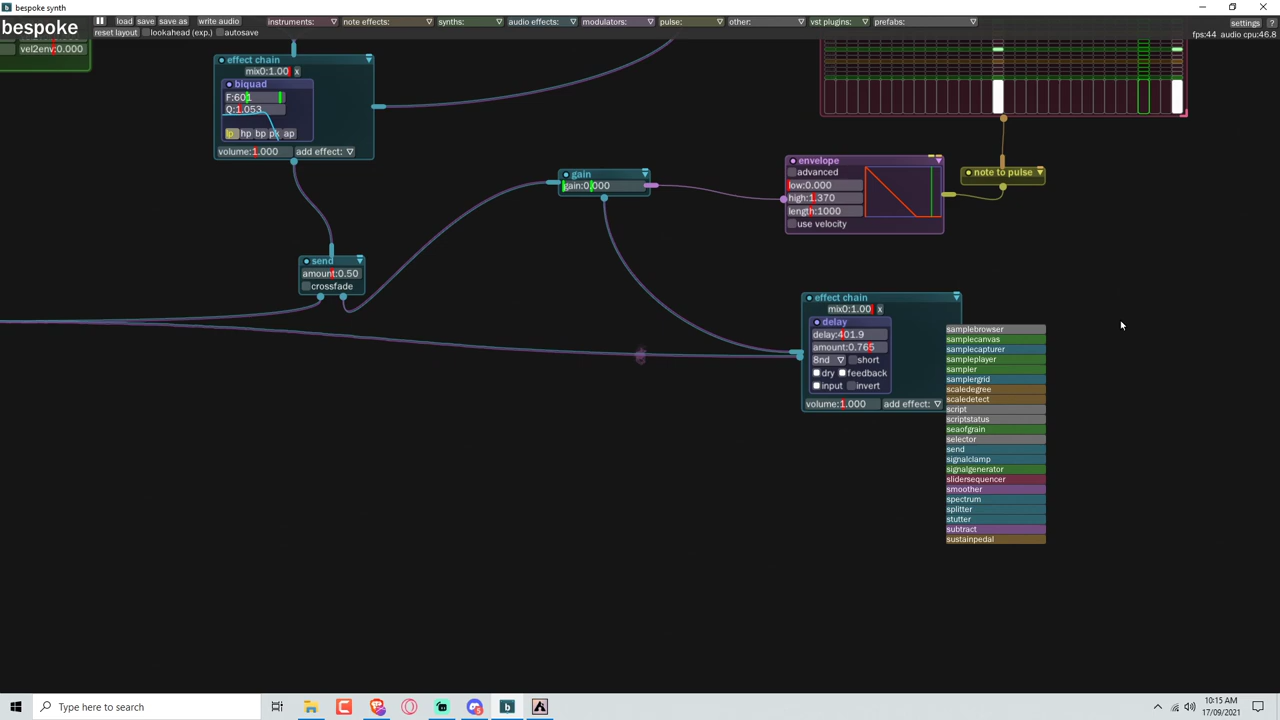 bespoke synth
bespoke
load save save as write audio
instruments: note effects: synths: audio effects: modulators: pulse: other: vst plugins: prefabs:
settings
reset layout lookahead (exp.) autosave
fps:44 audio cpu:46.8
vel2env:0.000
effect chain
mix0:1.00 x
biquad
F:601
Q:1.053
lp hp bp pk ap
volume:1.000 add effect:
gain
gain:0.000
envelope
advanced
low:0.000
high:1.370
length:1000
use velocity
note to pulse
send
amount:0.50
crossfade
effect chain
mix0:1.00 x
delay
delay:401.9
amount:0.765
8nd short
dry feedback
input invert
volume:1.000 add effect:
samplebrowser
samplecanvas
samplecapturer
sampleplayer
sampler
samplergrid
scaledegree
scaledetect
script
scriptstatus
seaofgrain
selector
send
signalclamp
signalgenerator
slidersequencer
smoother
spectrum
splitter
stutter
subtract
sustainpedal
Type here to search
10:15 AM
17/09/2021